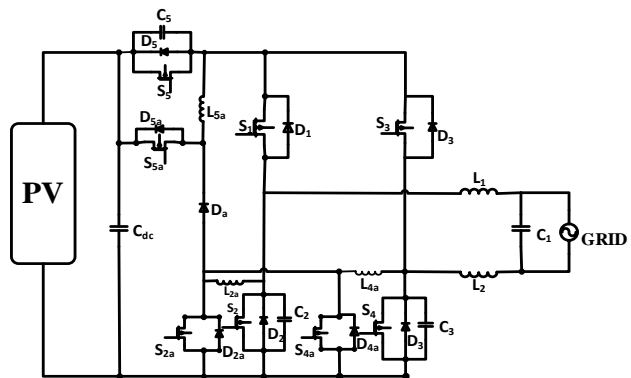 C5
D5
S5
L5a
D5a
S5a
S1
D1
S3
D3
PV
Da
Cdc
L1
C1
GRID
L2
L2a
L4a
S2
C2
S4
C3
D2
D3
S2a
D2a
S4a
D4a